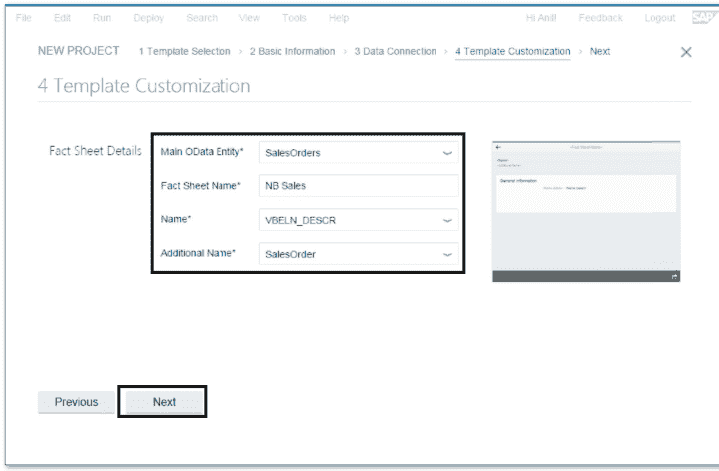 File Edit Run Deploy Search View Tools Help Hi Anil! Feedback Logout SAP
NEW PROJECT 1 Template Selection > 2 Basic Information > 3 Data Connection > 4 Template Customization > Next
4 Template Customization
Fact Sheet Details
Main OData Entity* SalesOrders
Fact Sheet Name* NB Sales
Name* VBELN_DESCR
Additional Name* SalesOrder
General Information
Previous Next